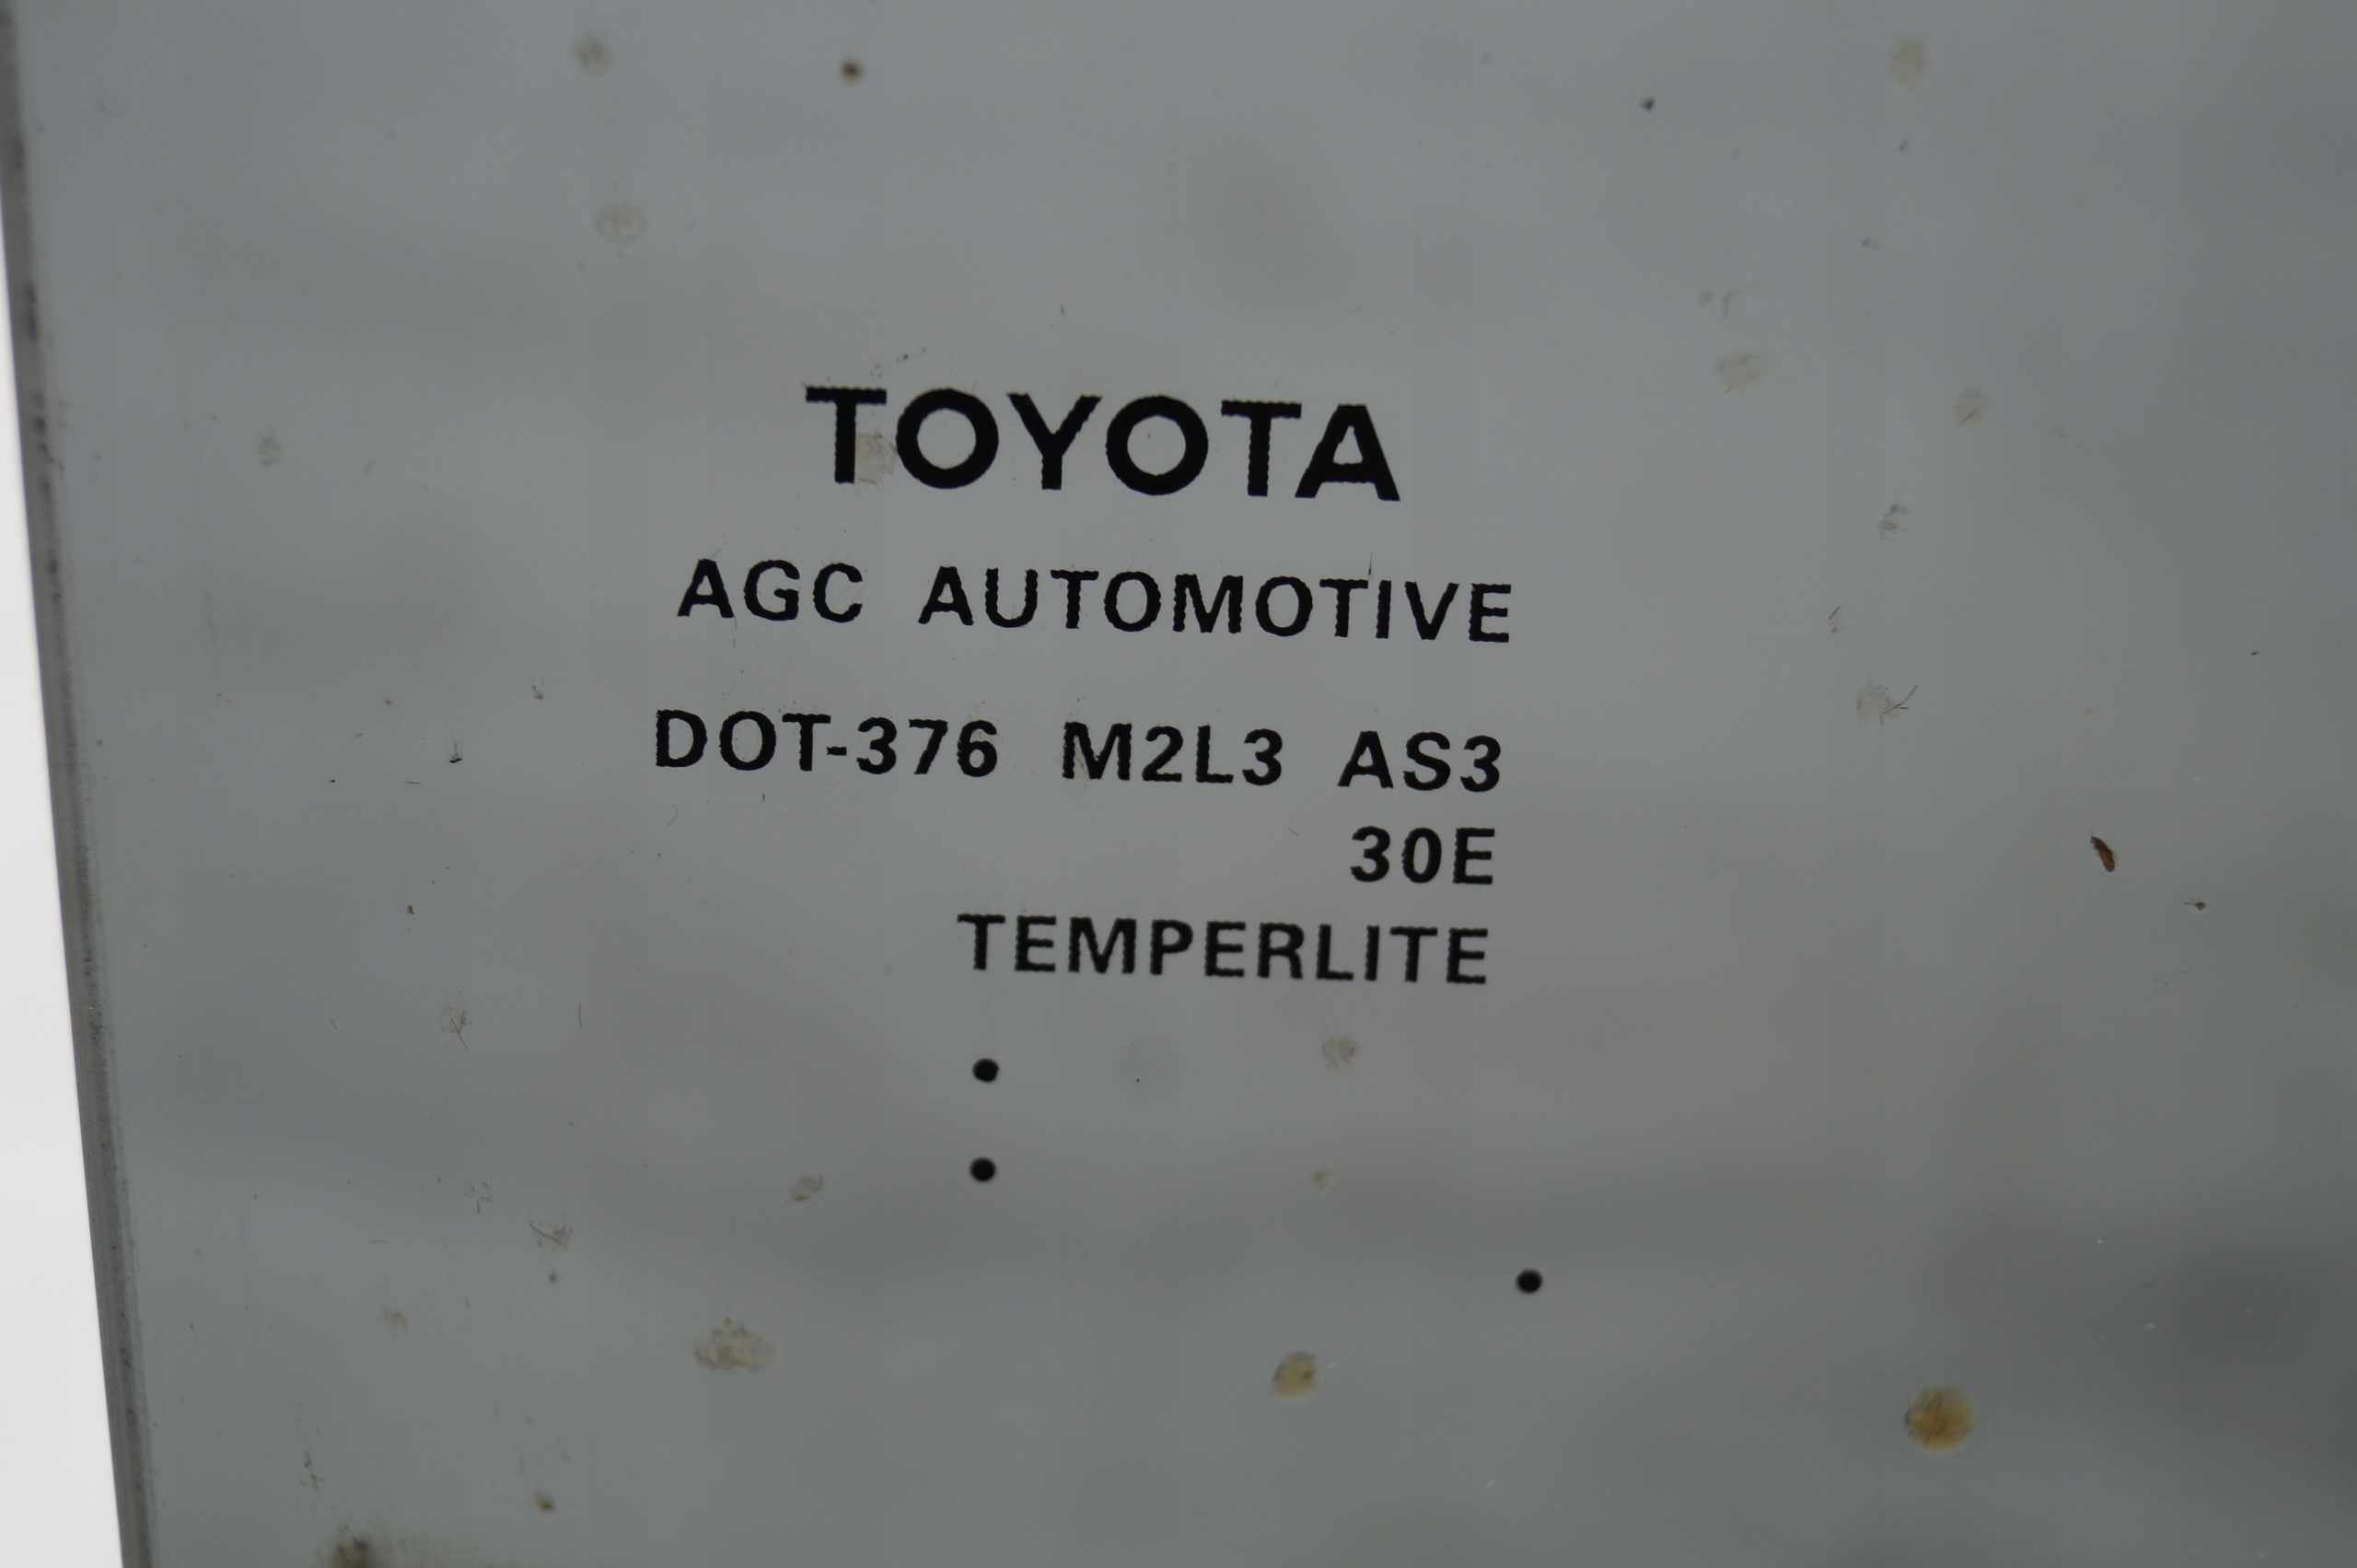 TOYOTA
AGC AUTOMOTIVE
DOT-376 M2L3 AS3
30E
TEMPERLITE